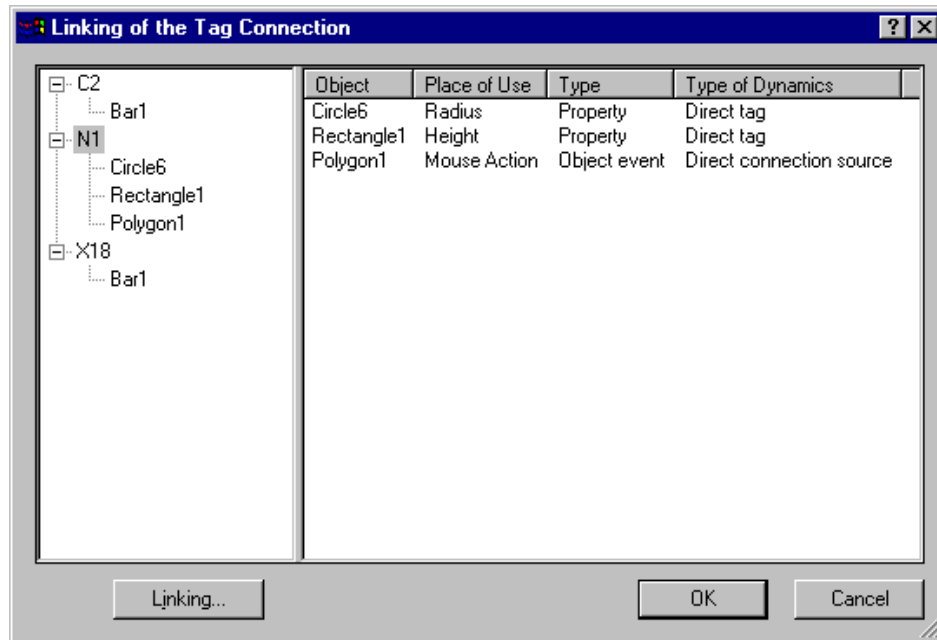 Linking of the Tag Connection
C2
Bar1
N1
Circle6
Rectangle1
Polygon1
X18
Bar1
Object Place of Use Type Type of Dynamics
Circle6 Radius Property Direct tag
Rectangle1 Height Property Direct tag
Polygon1 Mouse Action Object event Direct connection source
Linking...
OK
Cancel